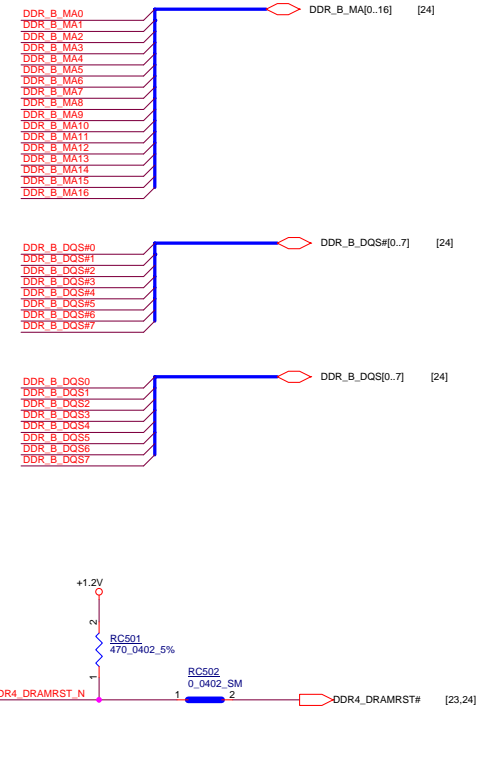 DDR_B_MA0 DDR_B_MA[0..16] [24]
DDR_B_MA1
DDR_B_MA2
DDR_B_MA3
DDR_B_MA4
DDR_B_MA5
DDR_B_MA6
DDR_B_MA7
DDR_B_MA8
DDR_B_MA9
DDR_B_MA10
DDR_B_MA11
DDR_B_MA12
DDR_B_MA13
DDR_B_MA14
DDR_B_MA15
DDR_B_MA16
DDR_B_DQS#0 DDR_B_DQS#[0..7] [24]
DDR_B_DQS#1
DDR_B_DQS#2
DDR_B_DQS#3
DDR_B_DQS#4
DDR_B_DQS#5
DDR_B_DQS#6
DDR_B_DQS#7
DDR_B_DQS0 DDR_B_DQS[0..7] [24]
DDR_B_DQS1
DDR_B_DQS2
DDR_B_DQS3
DDR_B_DQS4
DDR_B_DQS5
DDR_B_DQS6
DDR_B_DQS7
+1.2V
2
RC501
470_0402_5%
1
RC502
0_0402_SM
DR4_DRAMRST_N 1 2 DDR4_DRAMRST# [23,24]